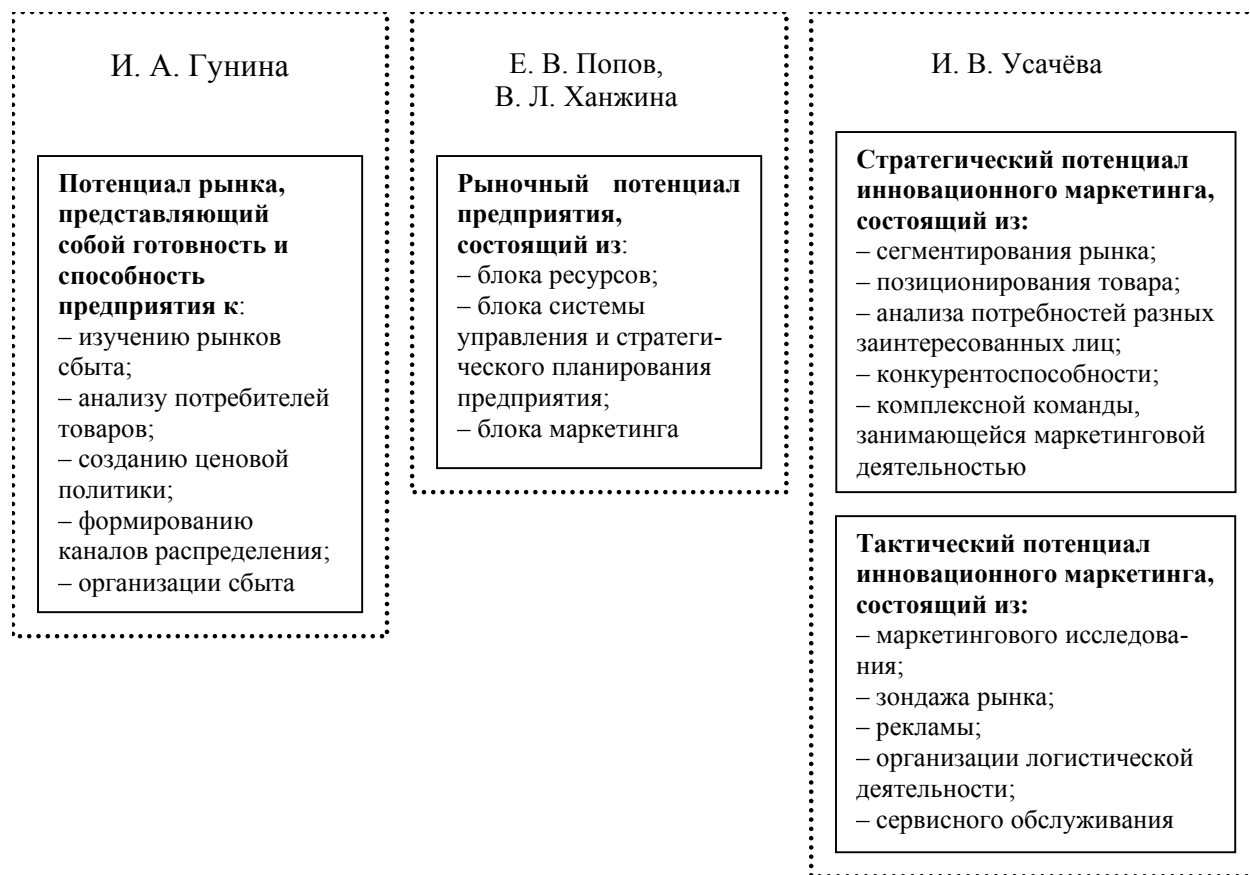 И. А. Гунина
Потенциал рынка,
представляющий
собой готовность и
способность
предприятия к:
– изучению рынков
сбыта;
– анализу потребителей
товаров;
– созданию ценовой
политики;
– формированию
каналов распределения;
– организации сбыта
Е. В. Попов,
В. Л. Ханжина
Рыночный потенциал
предприятия,
состоящий из:
– блока ресурсов;
– блока системы
управления и стратеги-
ческого планирования
предприятия;
– блока маркетинга
И. В. Усачёва
Стратегический потенциал
инновационного маркетинга,
состоящий из:
– сегментирования рынка;
– позиционирования товара;
– анализа потребностей разных
заинтересованных лиц;
– конкурентоспособности;
– комплексной команды,
занимающейся маркетинговой
деятельностью
Тактический потенциал
инновационного маркетинга,
состоящий из:
– маркетингового исследова-
ния;
– зондажа рынка;
– рекламы;
– организации логистической
деятельности;
– сервисного обслуживания